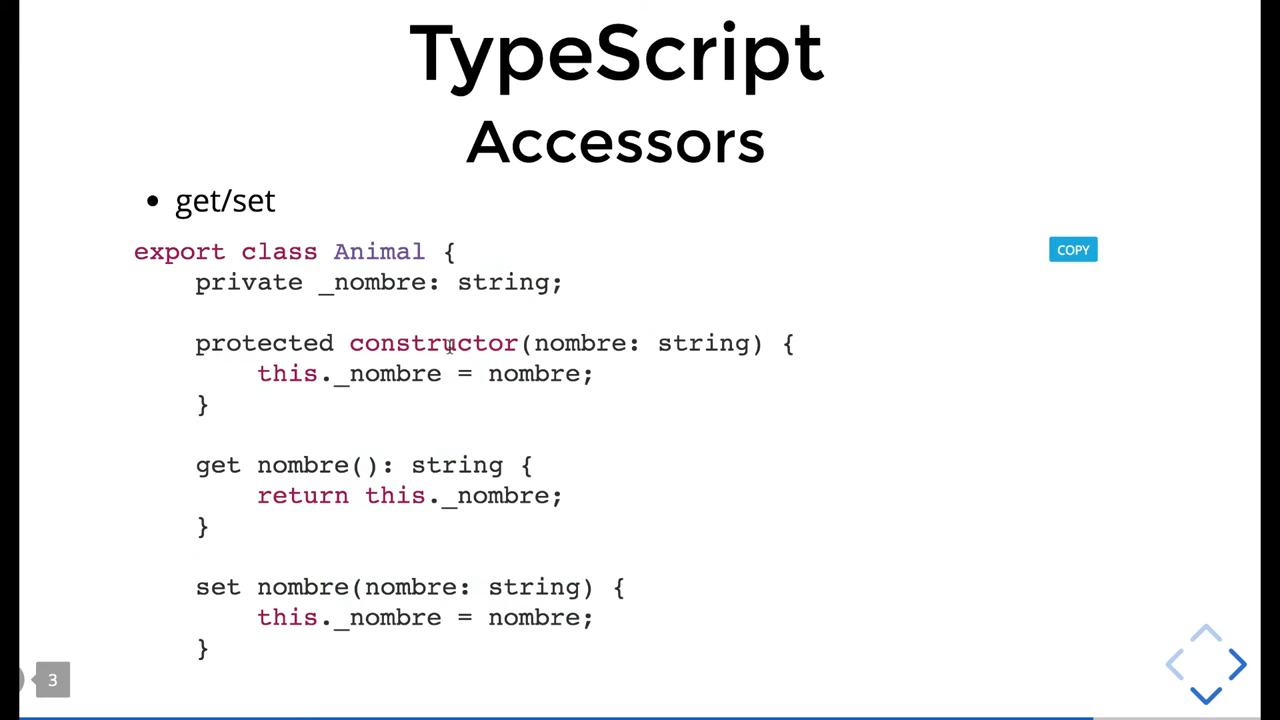 TypeScript
Accessors
• get/set
COPY
export class Animal {
    private _nombre: string;

    protected constructor(nombre: string) {
        this._nombre = nombre;
    }

    get nombre(): string {
        return this._nombre;
    }

    set nombre(nombre: string) {
        this._nombre = nombre;
    }
3